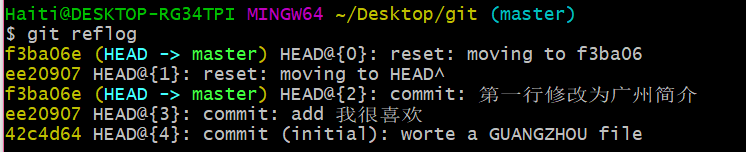 Haiti@DESKTOP-RG34TPI MINGW64 ~/Desktop/git (master)
$ git reflog
f3ba06e (HEAD -> master) HEAD@{0}: reset: moving to f3ba06
ee20907 HEAD@{1}: reset: moving to HEAD^
f3ba06e (HEAD -> master) HEAD@{2}: commit: 第一行修改为广州简介
ee20907 HEAD@{3}: commit: add 我很喜欢
42c4d64 HEAD@{4}: commit (initial): worte a GUANGZHOU file